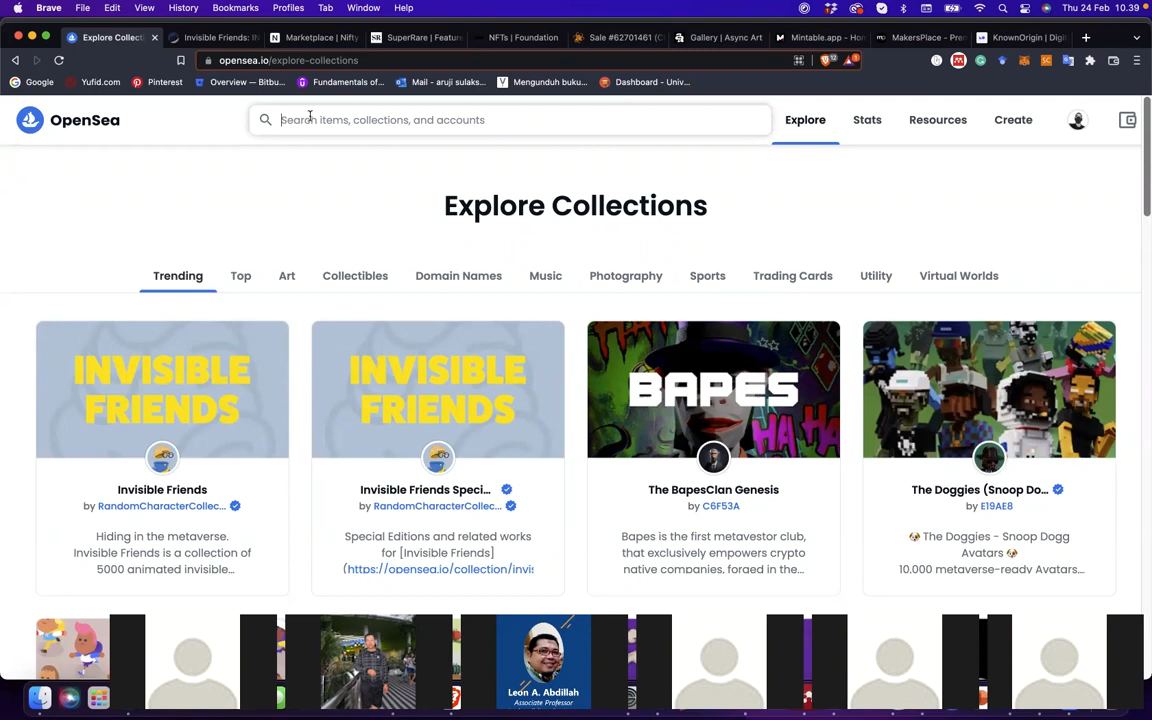 Brave File Edit View History Bookmarks Profiles Tab Window Help Thu 24 Feb 10.39
Explore Collecti Invisible Friends: IN Marketplace | Nifty SR SuperRare | Feature NFTs | Foundation Sale #62701461 (C Gallery | Async Art Mintable.app - Hom MakersPlace - Prem KnownOrigin | Digi
opensea.io/explore-collections 12
Google Yufid.com Pinterest Overview — Bitbu... Fundamentals of... Mail - aruji sulaks... Mengunduh buku... Dashboard - Univ...
OpenSea Search items, collections, and accounts Explore Stats Resources Create
Explore Collections
Trending Top Art Collectibles Domain Names Music Photography Sports Trading Cards Utility Virtual Worlds
INVISIBLE FRIENDS
INVISIBLE FRIENDS
BAPES
HA HA
Invisible Friends
by RandomCharacterCollec...
Hiding in the metaverse.
Invisible Friends is a collection of
5000 animated invisible...
Invisible Friends Speci...
by RandomCharacterCollec...
Special Editions and related works
for [Invisible Friends]
(https://opensea.io/collection/invis
The BapesClan Genesis
by C6F53A
Bapes is the first metavestor club,
that exclusively empowers crypto
native companies, forged in the...
The Doggies (Snoop Do...
by E19AE8
🐶 The Doggies - Snoop Dogg
Avatars 🐶
10,000 metaverse-ready Avatars...
Leon A. Abdillah
Associate Professor